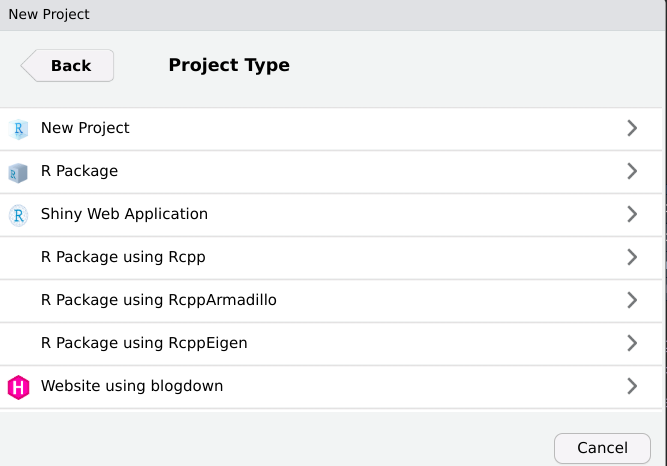 New Project
Back
Project Type
R New Project
R R Package
R Shiny Web Application
R Package using Rcpp
R Package using RcppArmadillo
R Package using RcppEigen
H Website using blogdown
Cancel